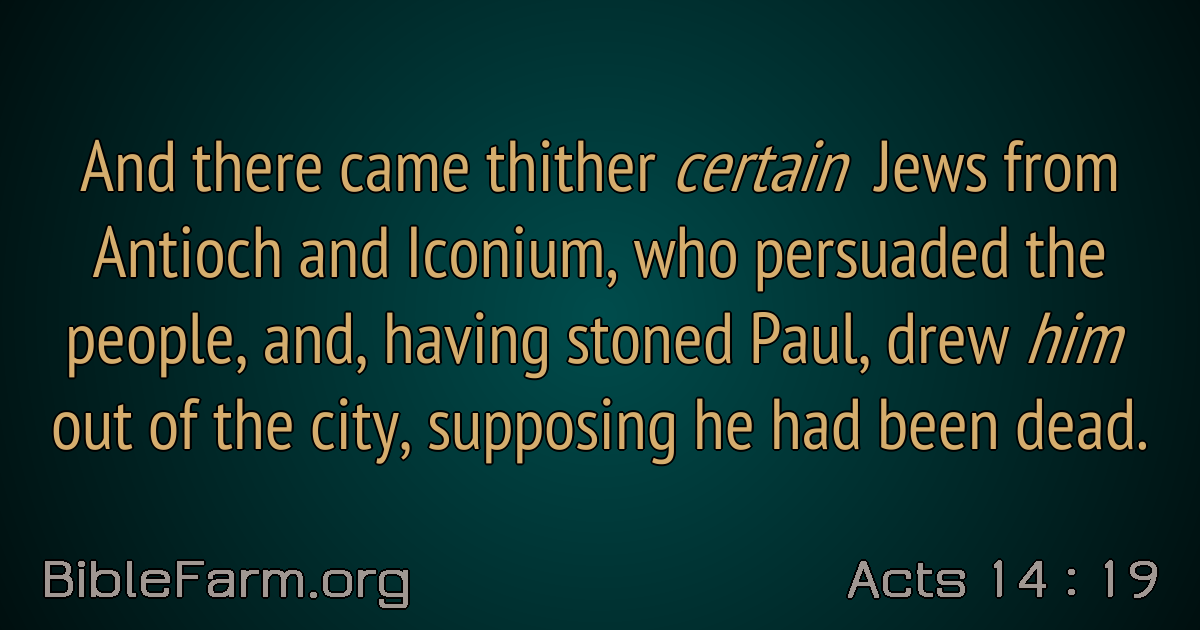 And there came thither certain Jews from
Antioch and Iconium, who persuaded the
people, and, having stoned Paul, drew him
out of the city, supposing he had been dead.
BibleFarm.org
Acts 14 : 19